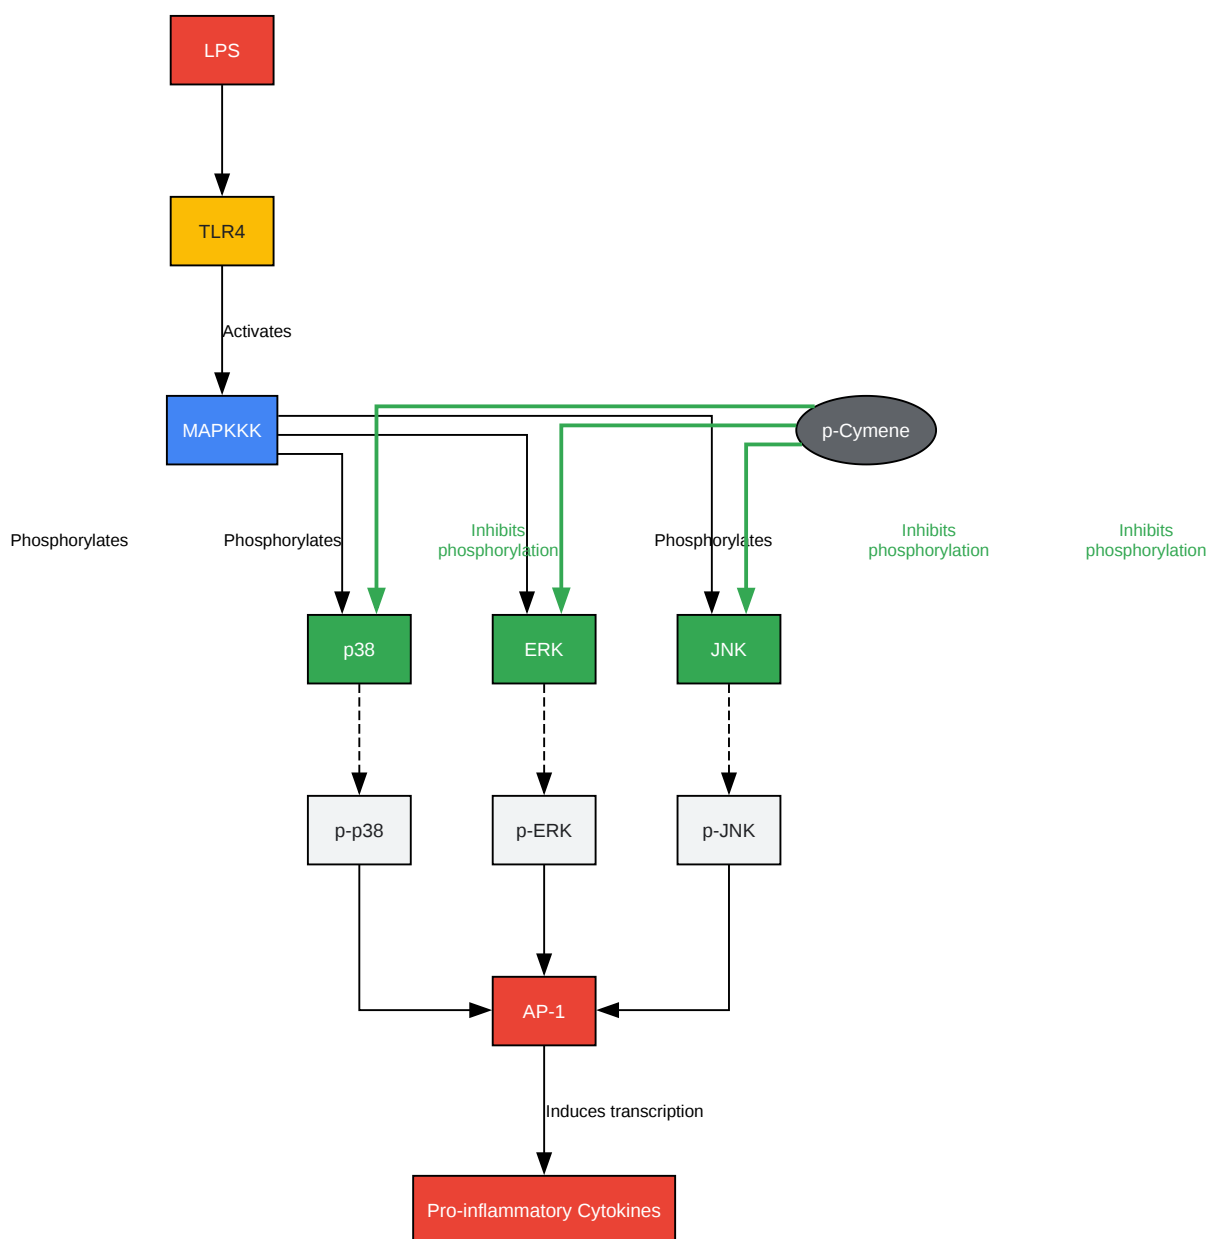 LPS
TLR4
Activates
MAPKKK
p-Cymene
Phosphorylates
Phosphorylates
Inhibits
phosphorylation
Phosphorylates
Inhibits
phosphorylation
Inhibits
phosphorylation
p38
ERK
JNK
p-p38
p-ERK
p-JNK
AP-1
Induces transcription
Pro-inflammatory Cytokines